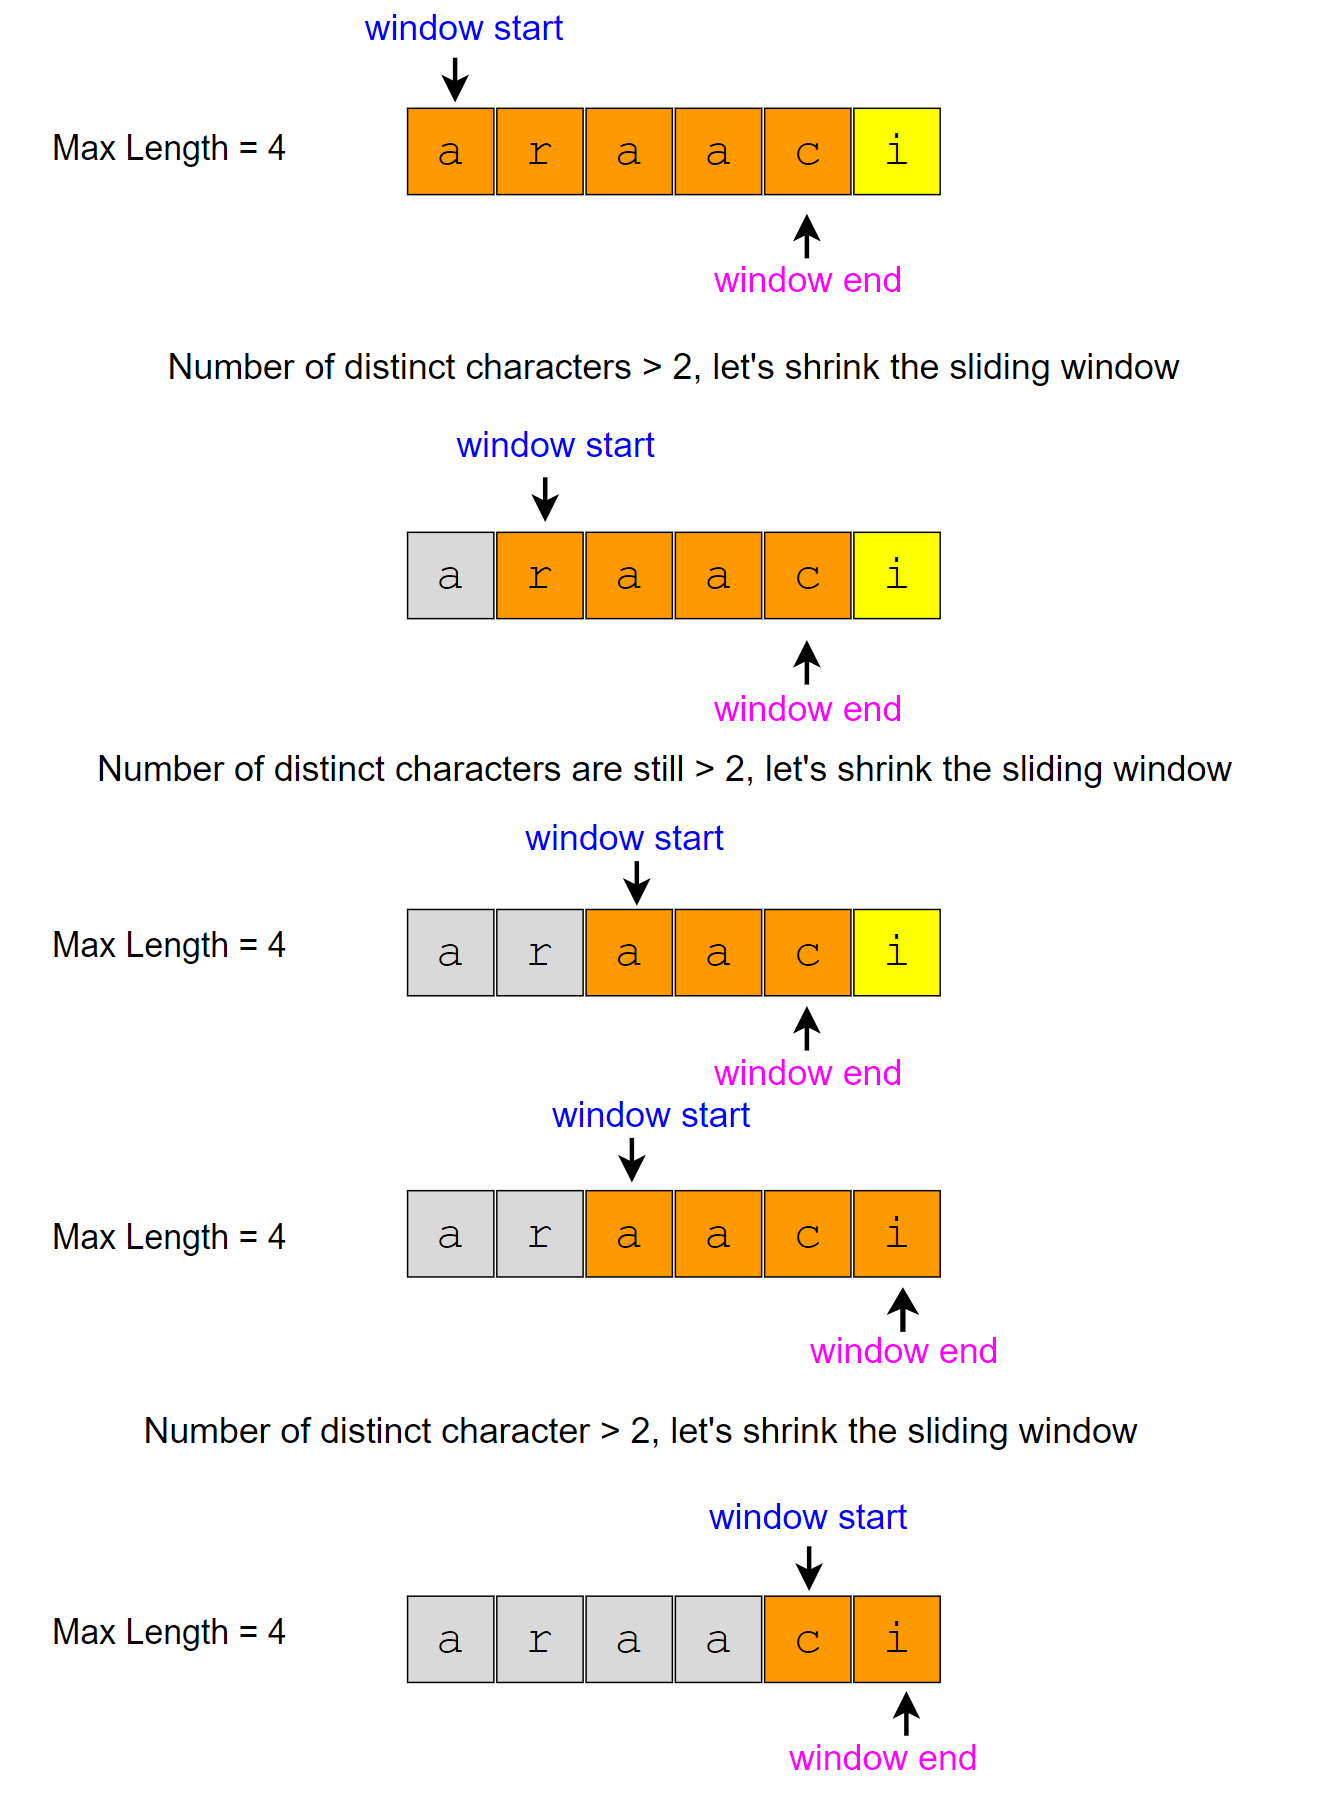 window start
Max Length = 4
a r a a c i
window end
Number of distinct characters > 2, let's shrink the sliding window
window start
a r a a c i
window end
Number of distinct characters are still > 2, let's shrink the sliding window
window start
Max Length = 4
a r a a c i
window end
window start
Max Length = 4
a r a a c i
window end
Number of distinct character > 2, let's shrink the sliding window
window start
Max Length = 4
a r a a c i
window end